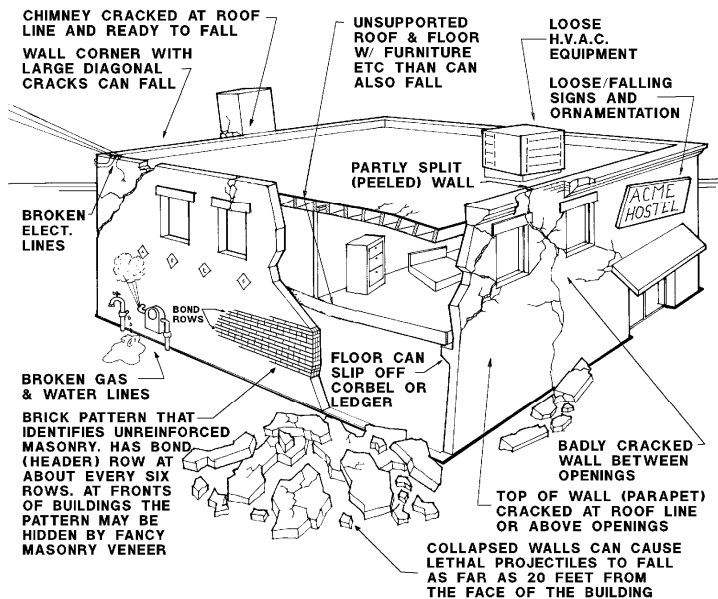 CHIMNEY CRACKED AT ROOF
LINE AND READY TO FALL
WALL CORNER WITH
LARGE DIAGONAL
CRACKS CAN FALL
UNSUPPORTED
ROOF & FLOOR
W/ FURNITURE
ETC THAN CAN
ALSO FALL
LOOSE
H.V.A.C.
EQUIPMENT
LOOSE/FALLING
SIGNS AND
ORNAMENTATION
PARTLY SPLIT
(PEELED) WALL
ACME
HOSTEL
BROKEN
ELECT.
LINES
BOND
ROWS
FLOOR CAN
SLIP OFF
CORBEL OR
LEDGER
BROKEN GAS
& WATER LINES
BRICK PATTERN THAT
IDENTIFIES UNREINFORCED
MASONRY. HAS BOND
(HEADER) ROW AT
ABOUT EVERY SIX
ROWS. AT FRONTS
OF BUILDINGS THE
PATTERN MAY BE
HIDDEN BY FANCY
MASONRY VENEER
BADLY CRACKED
WALL BETWEEN
OPENINGS
TOP OF WALL (PARAPET)
CRACKED AT ROOF LINE
OR ABOVE OPENINGS
COLLAPSED WALLS CAN CAUSE
LETHAL PROJECTILES TO FALL
AS FAR AS 20 FEET FROM
THE FACE OF THE BUILDING